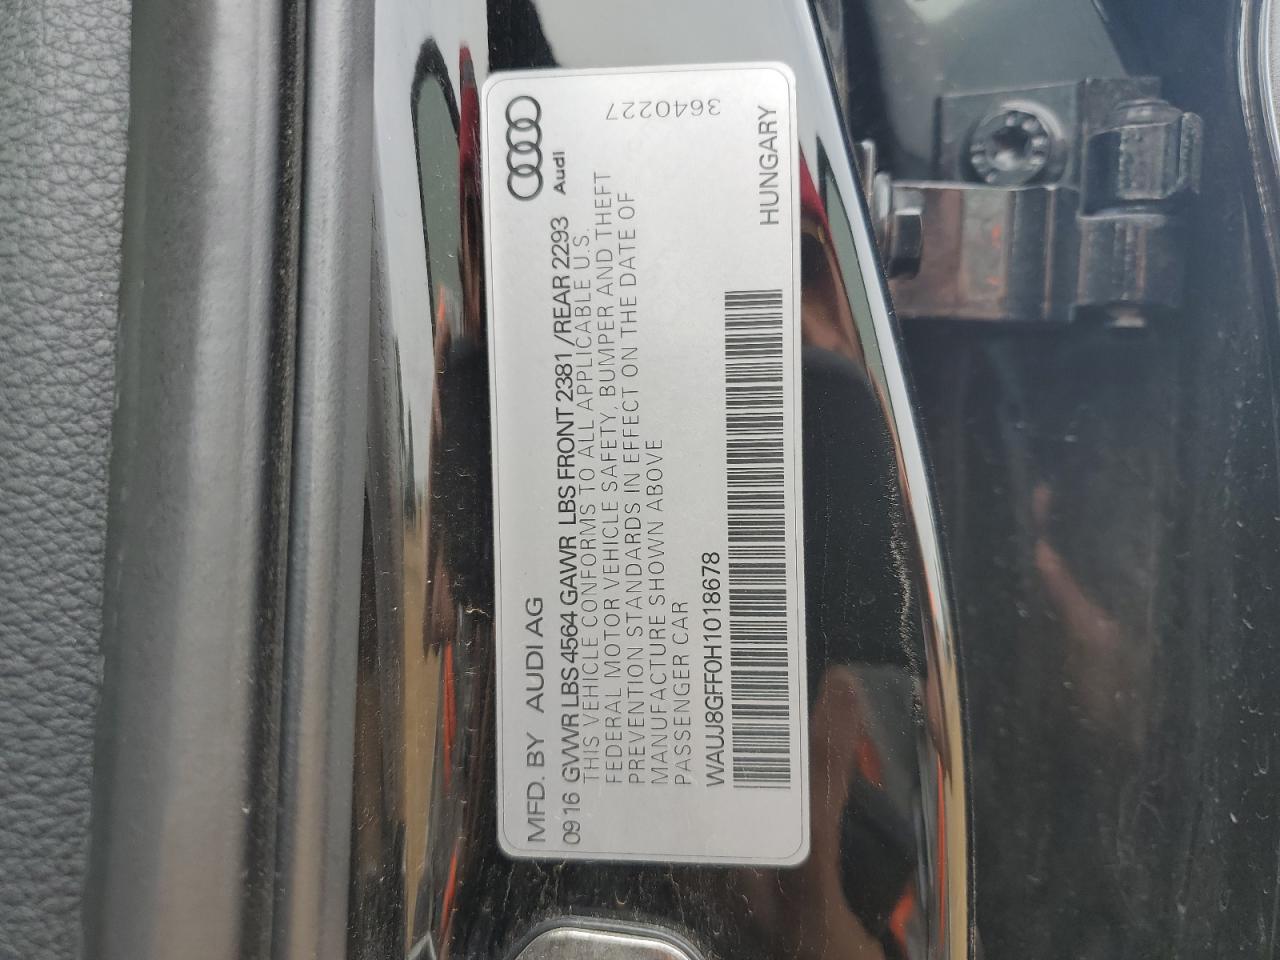 MFD. BY AUDI AG
Audi
09 16 GVWR LBS 4564 GAWR LBS FRONT 2381 /REAR 2293
THIS VEHICLE CONFORMS TO ALL APPLICABLE U.S.
FEDERAL MOTOR VEHICLE SAFETY, BUMPER AND THEFT
PREVENTION STANDARDS IN EFFECT ON THE DATE OF
MANUFACTURE SHOWN ABOVE
PASSENGER CAR
3640227
WAUJ8GFF0H1018678
HUNGARY